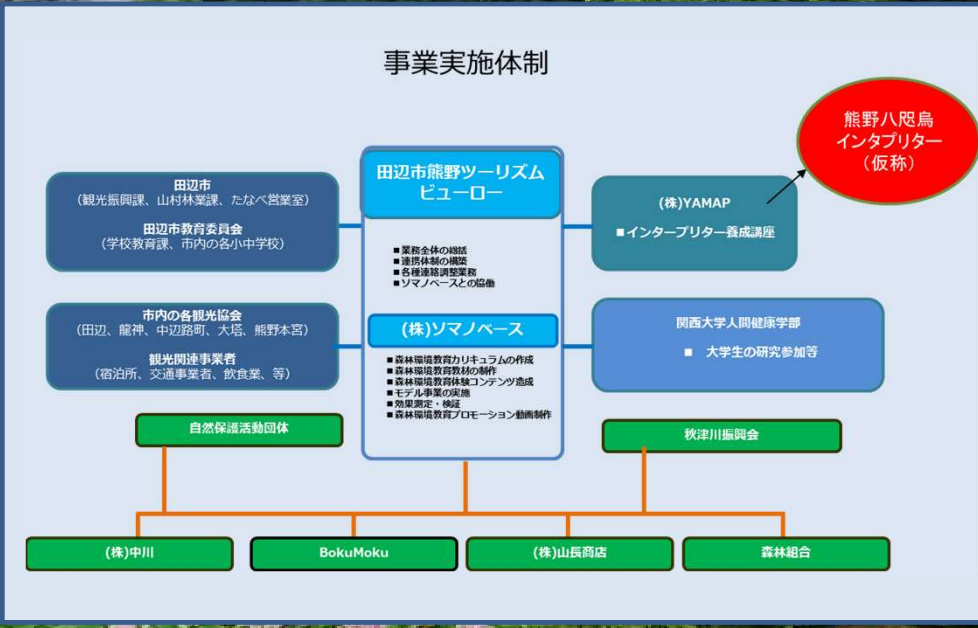 事業実施体制
熊野八咫烏
インタプリター
（仮称）
田辺市
（観光振興課、山村林業課、たなべ営業室）
田辺市教育委員会
（学校教育課、市内の各小中学校）
田辺市熊野ツーリズム
ビューロー
■業務全体の総括
■連携体制の構築
■各種連絡調整業務
■ソマノベースとの協働
(株)YAMAP
■インタープリター養成講座
市内の各観光協会
（田辺、龍神、中辺路町、大塔、熊野本宮）
観光関連事業者
（宿泊所、交通事業者、飲食業、等）
(株)ソマノベース
■森林環境教育カリキュラムの作成
■森林環境教育教材の制作
■森林環境教育体験コンテンツ造成
■モデル事業の実施
■効果測定・検証
■森林環境教育プロモーション動画制作
関西大学人間健康学部
■ 大学生の研究参加等
自然保護活動団体
秋津川振興会
(株)中川
BokuMoku
(株)山長商店
森林組合